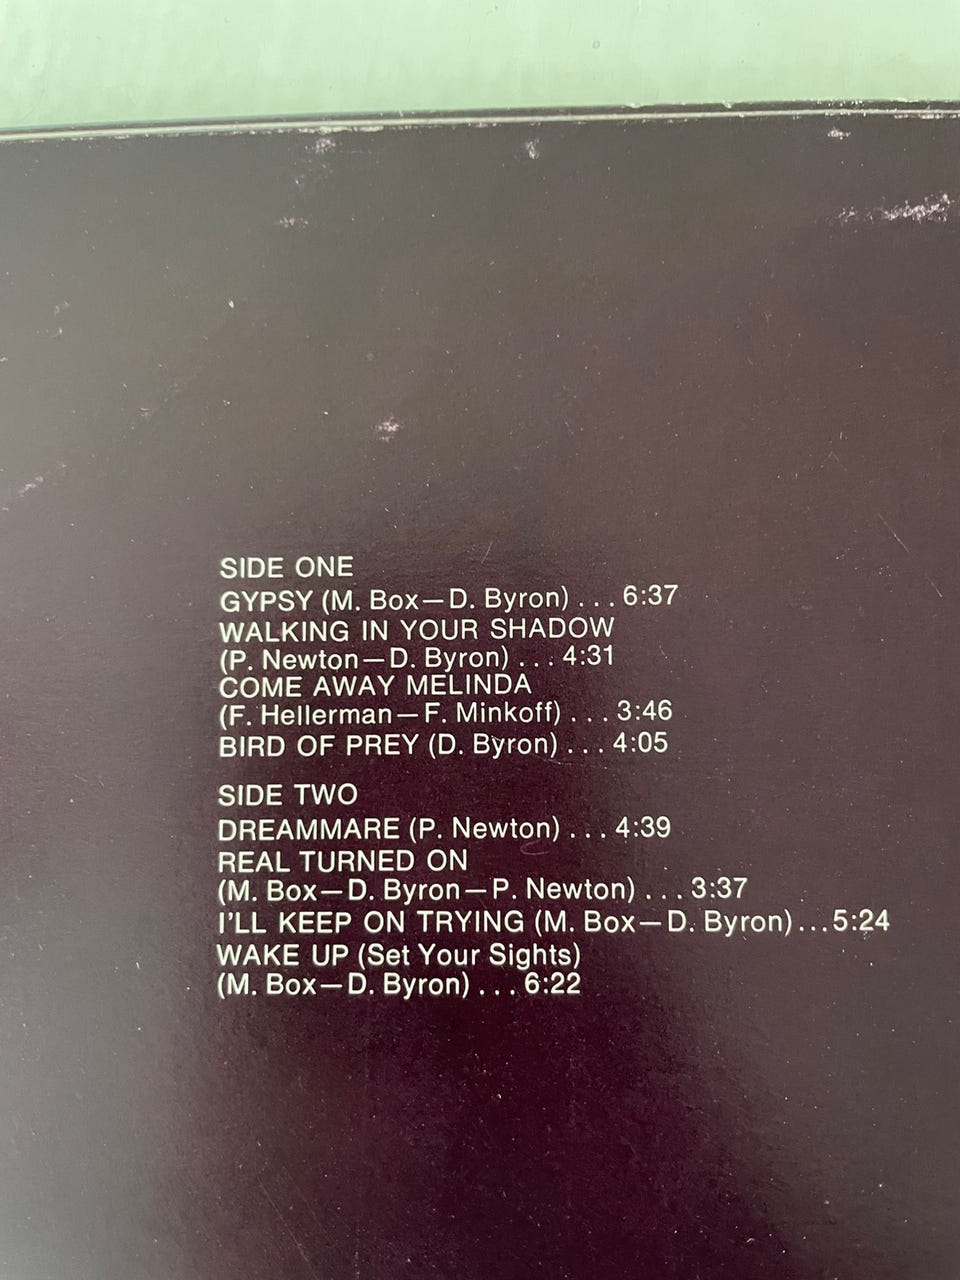 SIDE ONE
GYPSY (M. Box—D. Byron) ... 6:37
WALKING IN YOUR SHADOW
(P. Newton—D. Byron) ... 4:31
COME AWAY MELINDA
(F. Hellerman—F. Minkoff) ... 3:46
BIRD OF PREY (D. Byron) ... 4:05
SIDE TWO
DREAMMARE (P. Newton) ... 4:39
REAL TURNED ON
(M. Box—D. Byron—P. Newton) ... 3:37
I'LL KEEP ON TRYING (M. Box—D. Byron)...5:24
WAKE UP (Set Your Sights)
(M. Box—D. Byron) ... 6:22